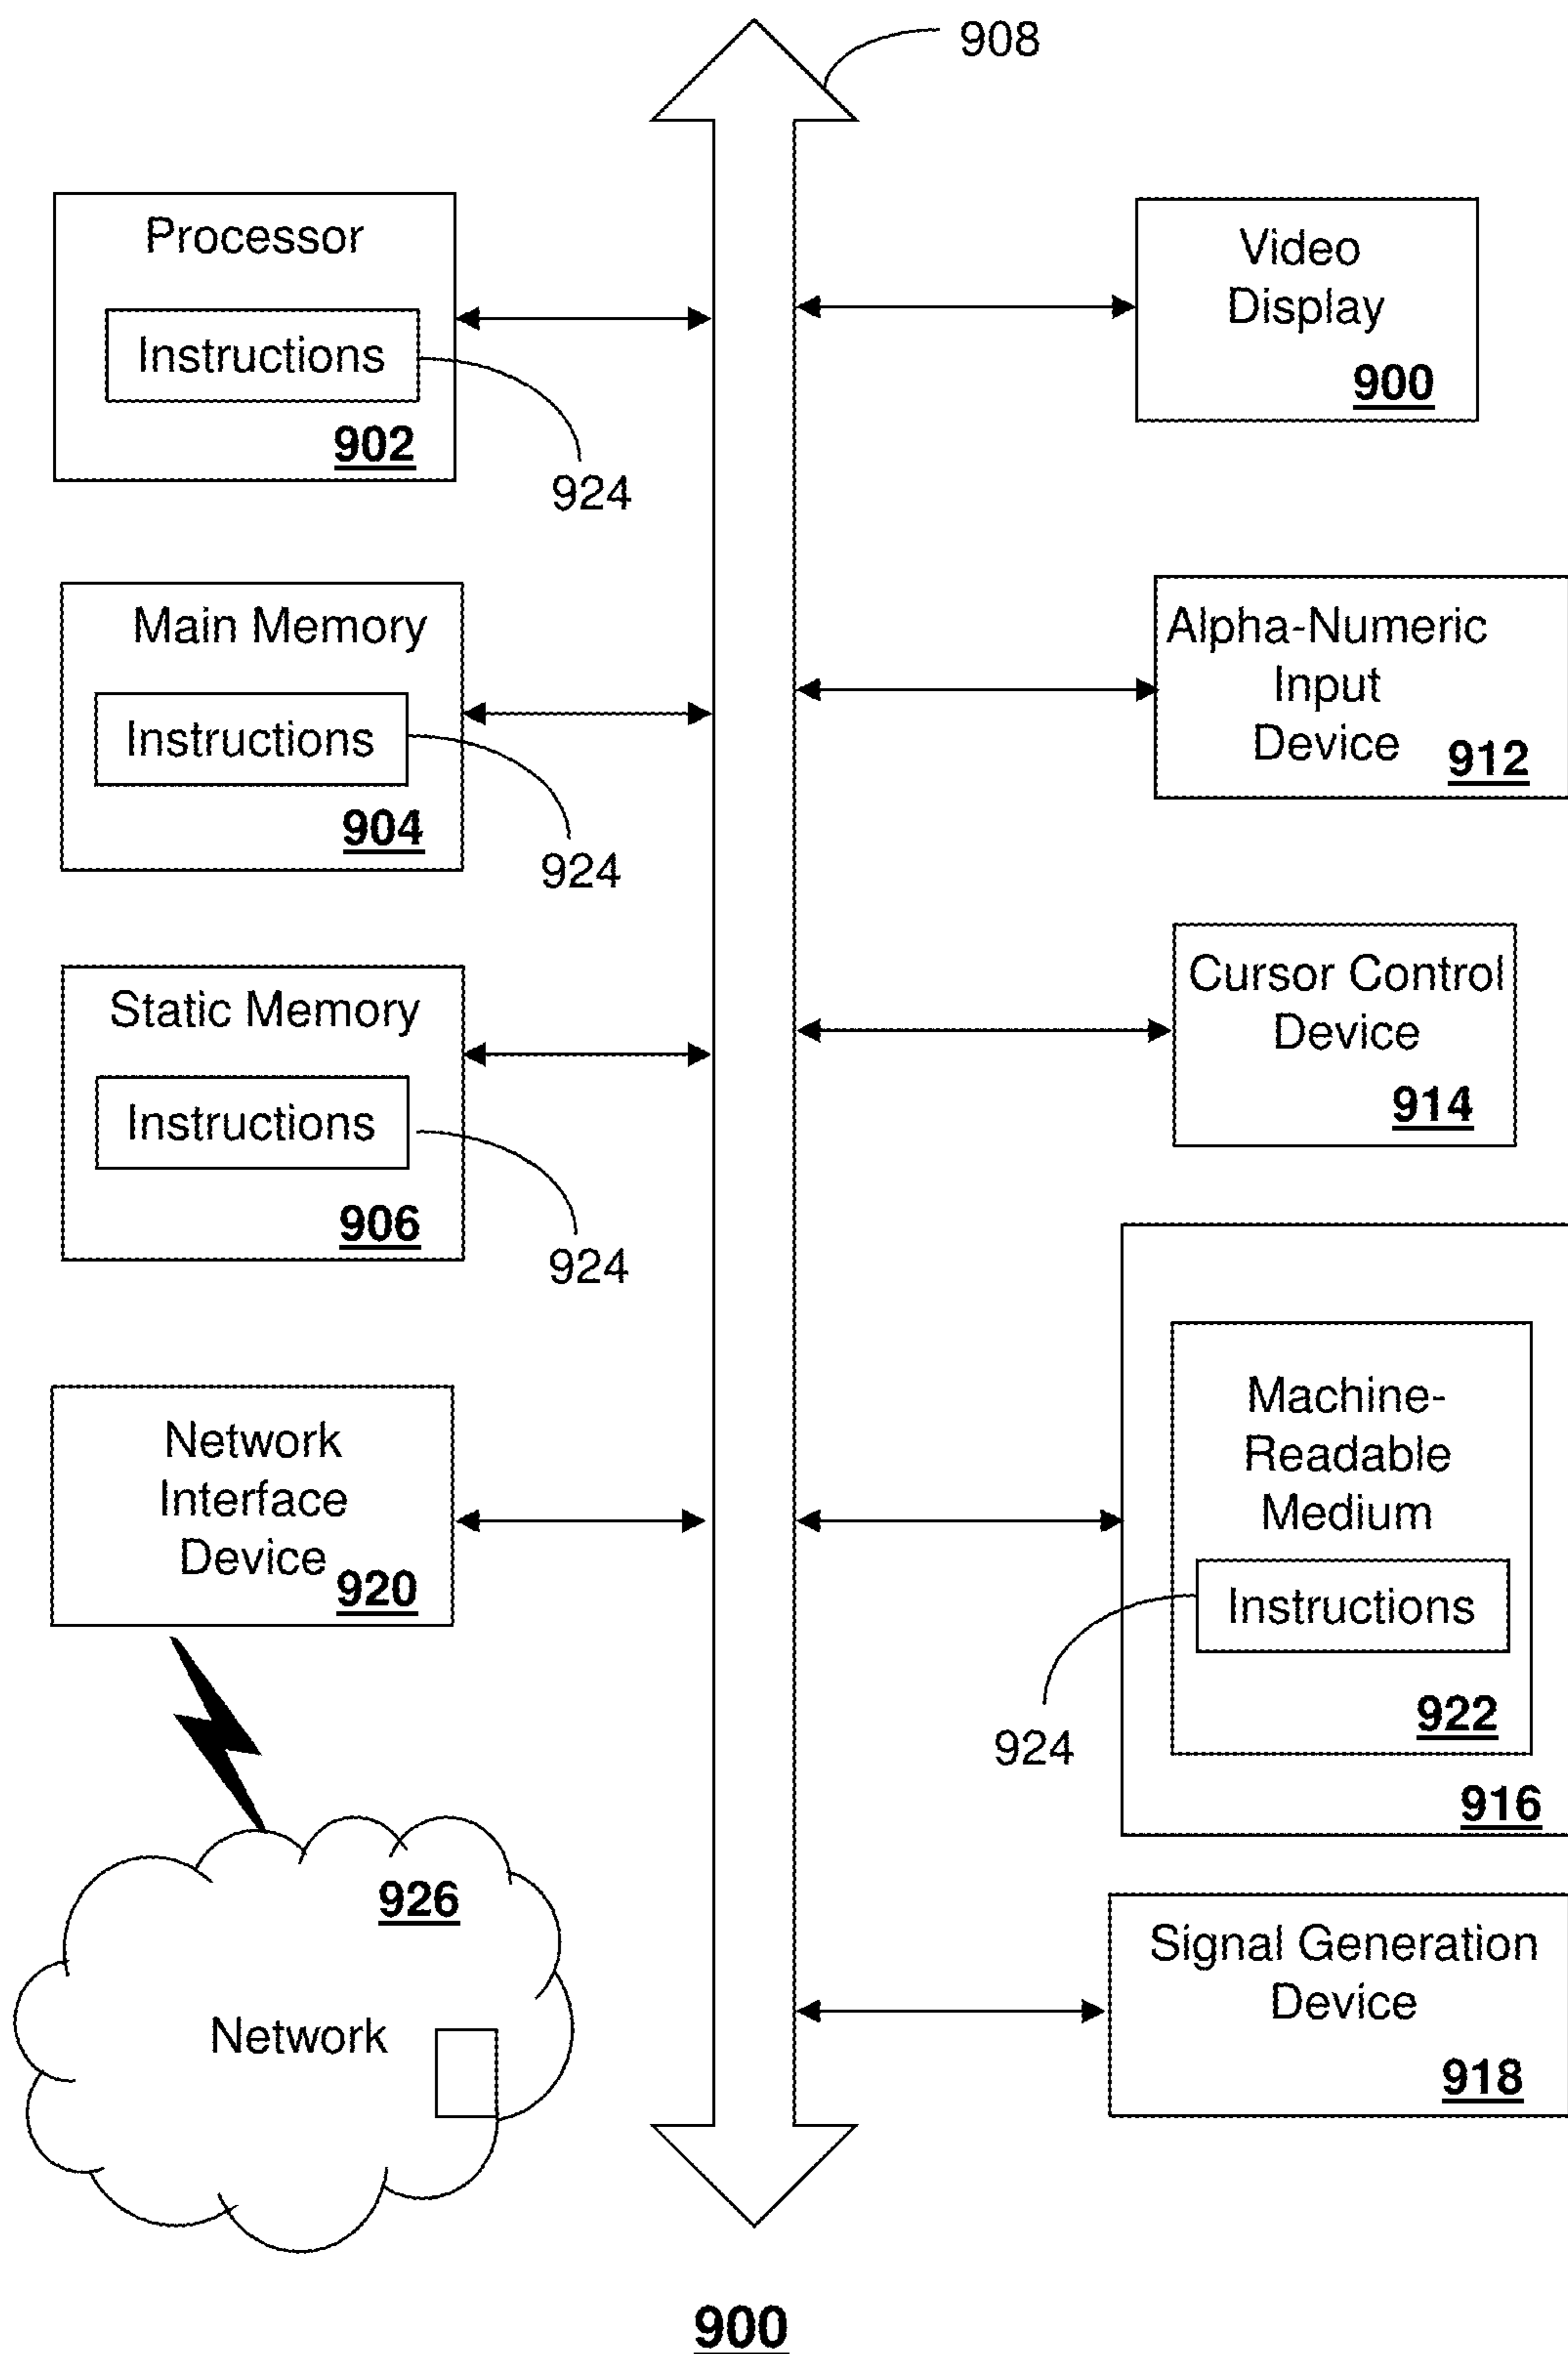 908
Processor
Instructions
902
924
Main Memory
Instructions
904
924
Static Memory
Instructions
906
924
Network
Interface
Device
920
926
Network
Video
Display
900
Alpha-Numeric
Input
Device
912
Cursor Control
Device
914
Machine-
Readable
Medium
Instructions
922
924
916
Signal Generation
Device
918
900